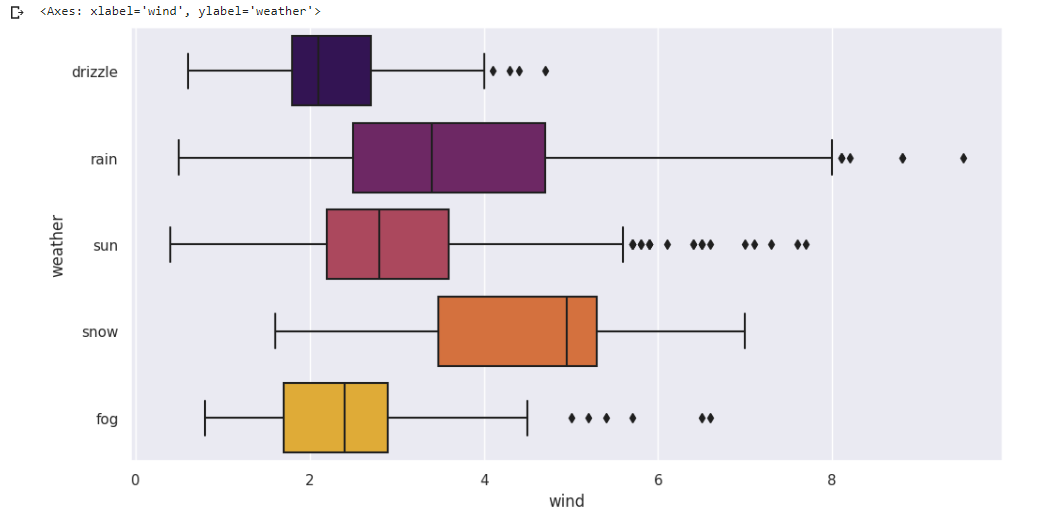 <Axes: xlabel='wind', ylabel='weather'>
drizzle
rain
sun
snow
fog
weather
0 2 4 6 8
wind